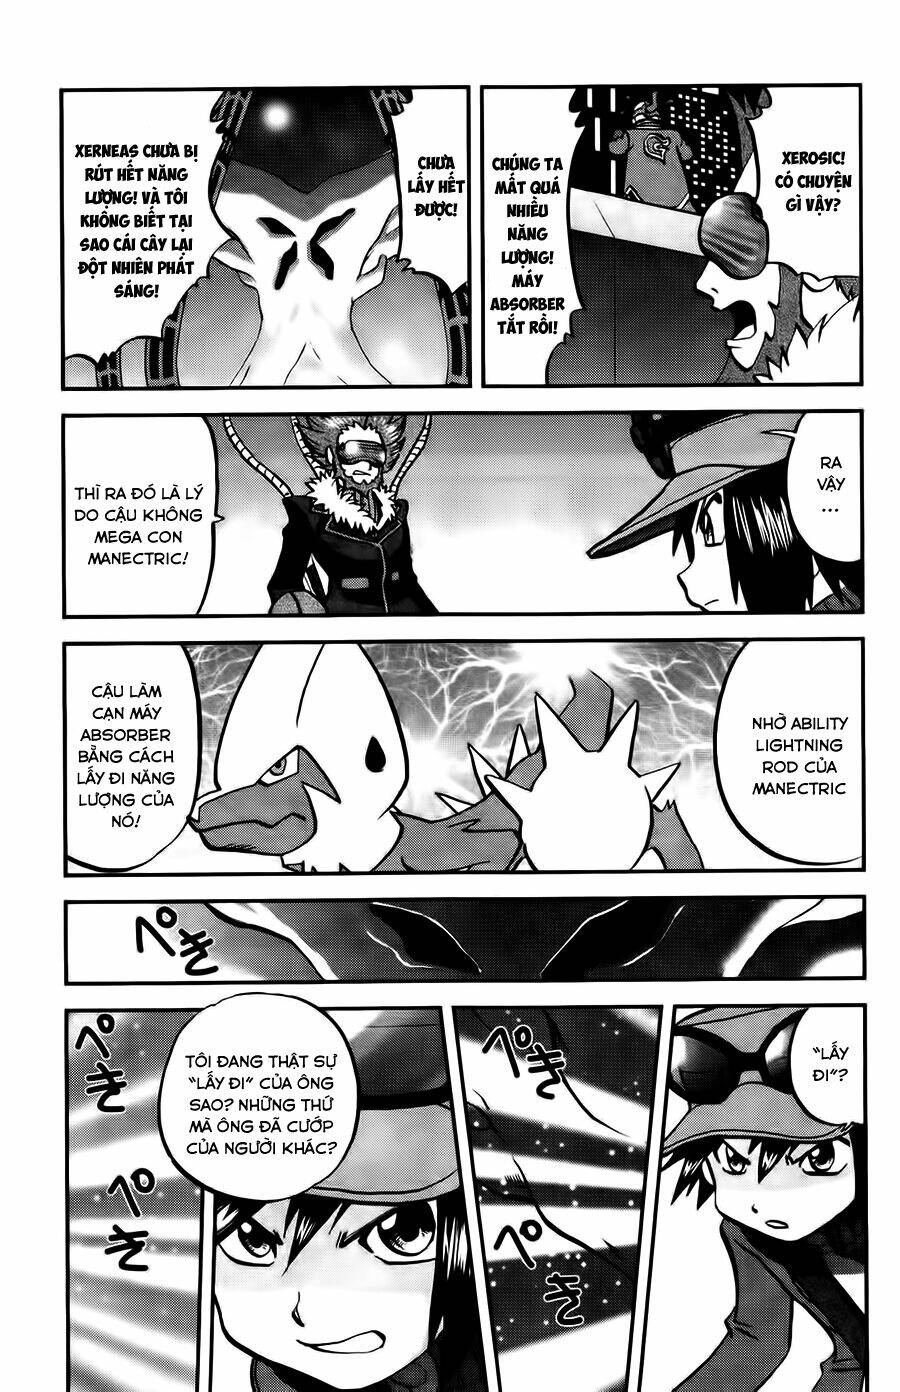 XEROSIC!
CÓ CHUYỆN
GÌ VẬY?
CHÚNG TA
MẤT QUÁ
NHIỀU
NĂNG
LƯỢNG!
MÁY
ABSORBER
TẮT RỒI!
G
CHƯA
LẤY HẾT
ĐƯỢC!
XERNEAS CHƯA BỊ
RÚT HẾT NĂNG
LƯỢNG! VÀ TÔI
KHÔNG BIẾT TẠI
SAO CÁI CÂY LẠI
ĐỘT NHIÊN PHÁT
SÁNG!
RA
VẬY
...
THÌ RA ĐÓ LÀ LÝ
DO CẬU KHÔNG
MEGA CON
MANECTRIC!
NHỜ ABILITY
LIGHTNING
ROD CỦA
MANECTRIC
CẬU LÀM
CẠN MÁY
ABSORBER
BẰNG CÁCH
LẤY ĐI NĂNG
LƯỢNG CỦA
NÓ!
ぺき
"LẤY
ĐI"?
ぺき
ぺき
TÔI ĐANG THẬT SỰ
"LẤY ĐI" CỦA ÔNG
SAO? NHỮNG THỨ
MÀ ÔNG ĐÃ CƯỚP
CỦA NGƯỜI KHÁC?
ぺき
ぺき